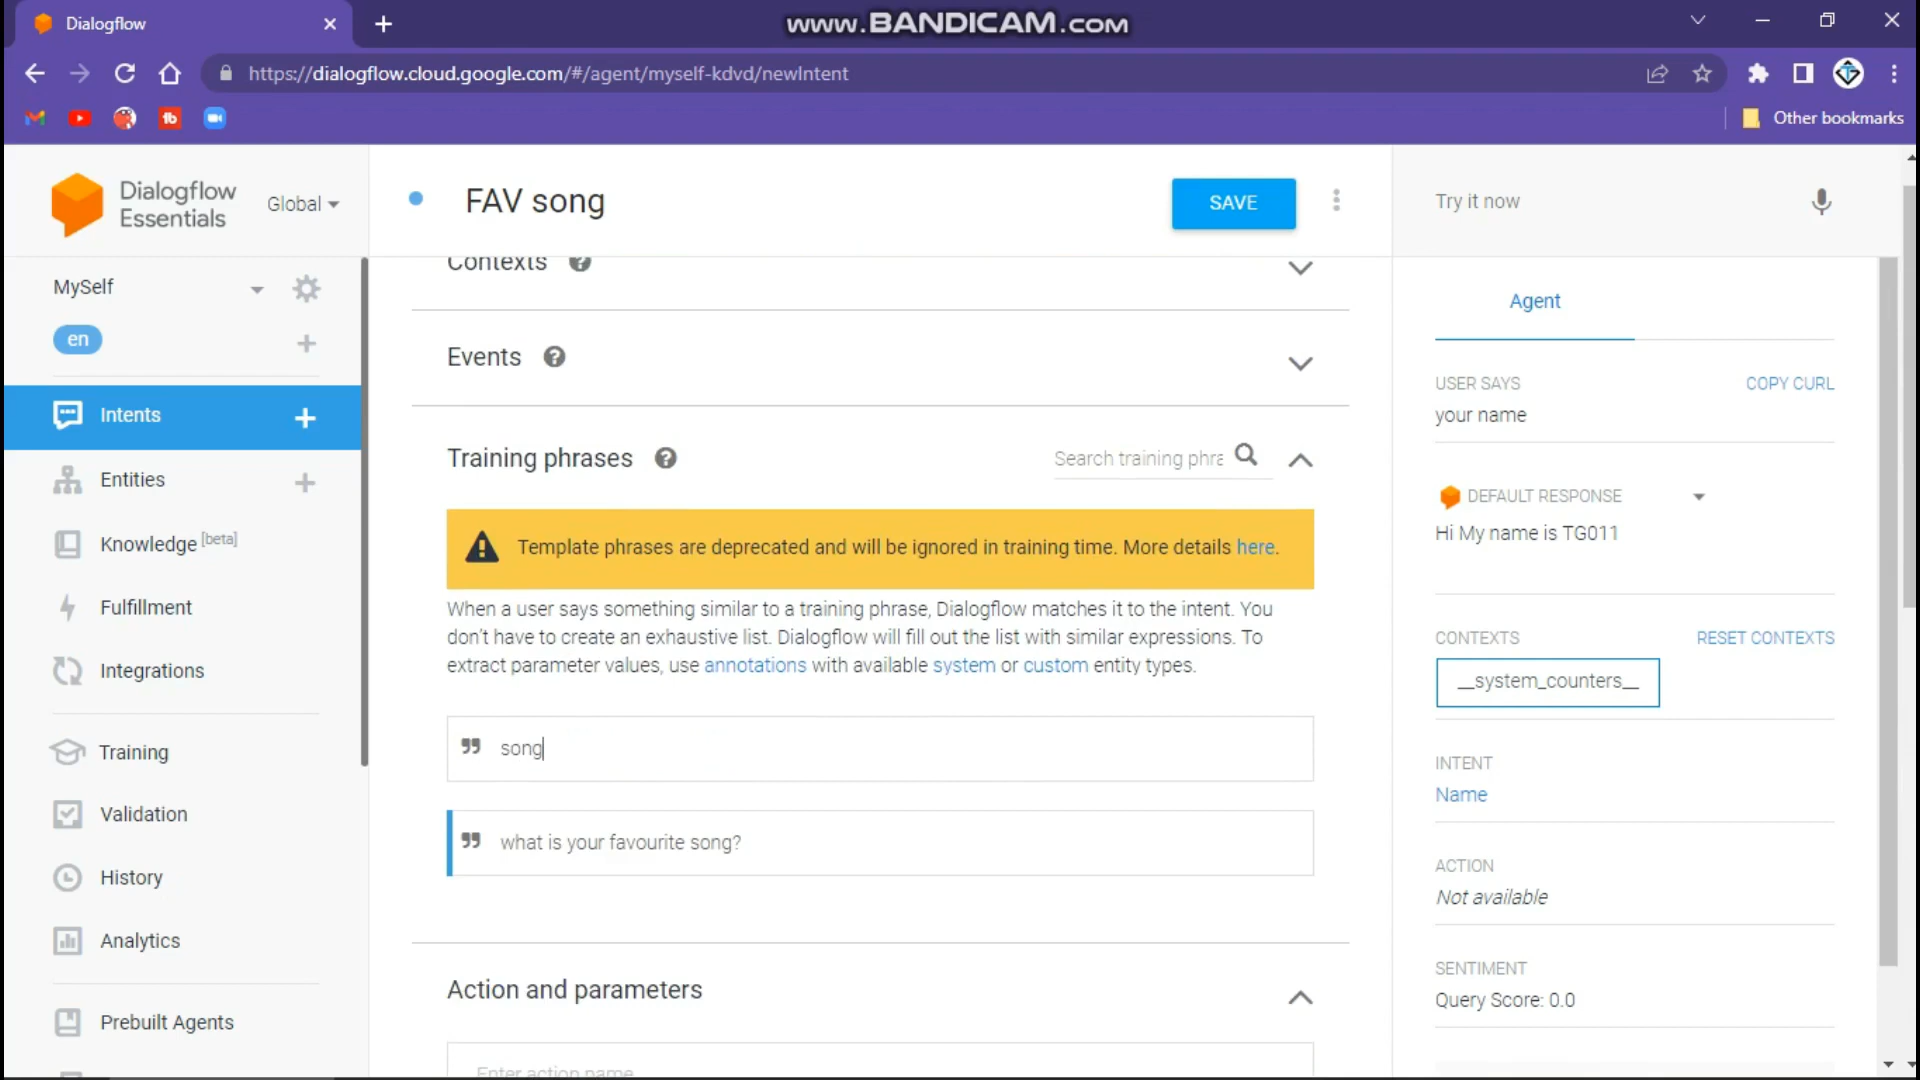 Dialogflow
www.BANDICAM.com
https://dialogflow.cloud.google.com/#/agent/myself-kdvd/newIntent
Other bookmarks
Dialogflow
Essentials
Global
FAV song
SAVE
Try it now
MySelf
en
Intents
Entities
Knowledge [beta]
Fulfillment
Integrations
Training
Validation
History
Analytics
Prebuilt Agents
Contexts
Events
Training phrases
Search training phra
Template phrases are deprecated and will be ignored in training time. More details here.
When a user says something similar to a training phrase, Dialogflow matches it to the intent. You
don't have to create an exhaustive list. Dialogflow will fill out the list with similar expressions. To
extract parameter values, use annotations with available system or custom entity types.
song
what is your favourite song?
Action and parameters
Enter action name
Agent
USER SAYS
COPY CURL
your name
DEFAULT RESPONSE
Hi My name is TG011
CONTEXTS
RESET CONTEXTS
__system_counters__
INTENT
Name
ACTION
Not available
SENTIMENT
Query Score: 0.0